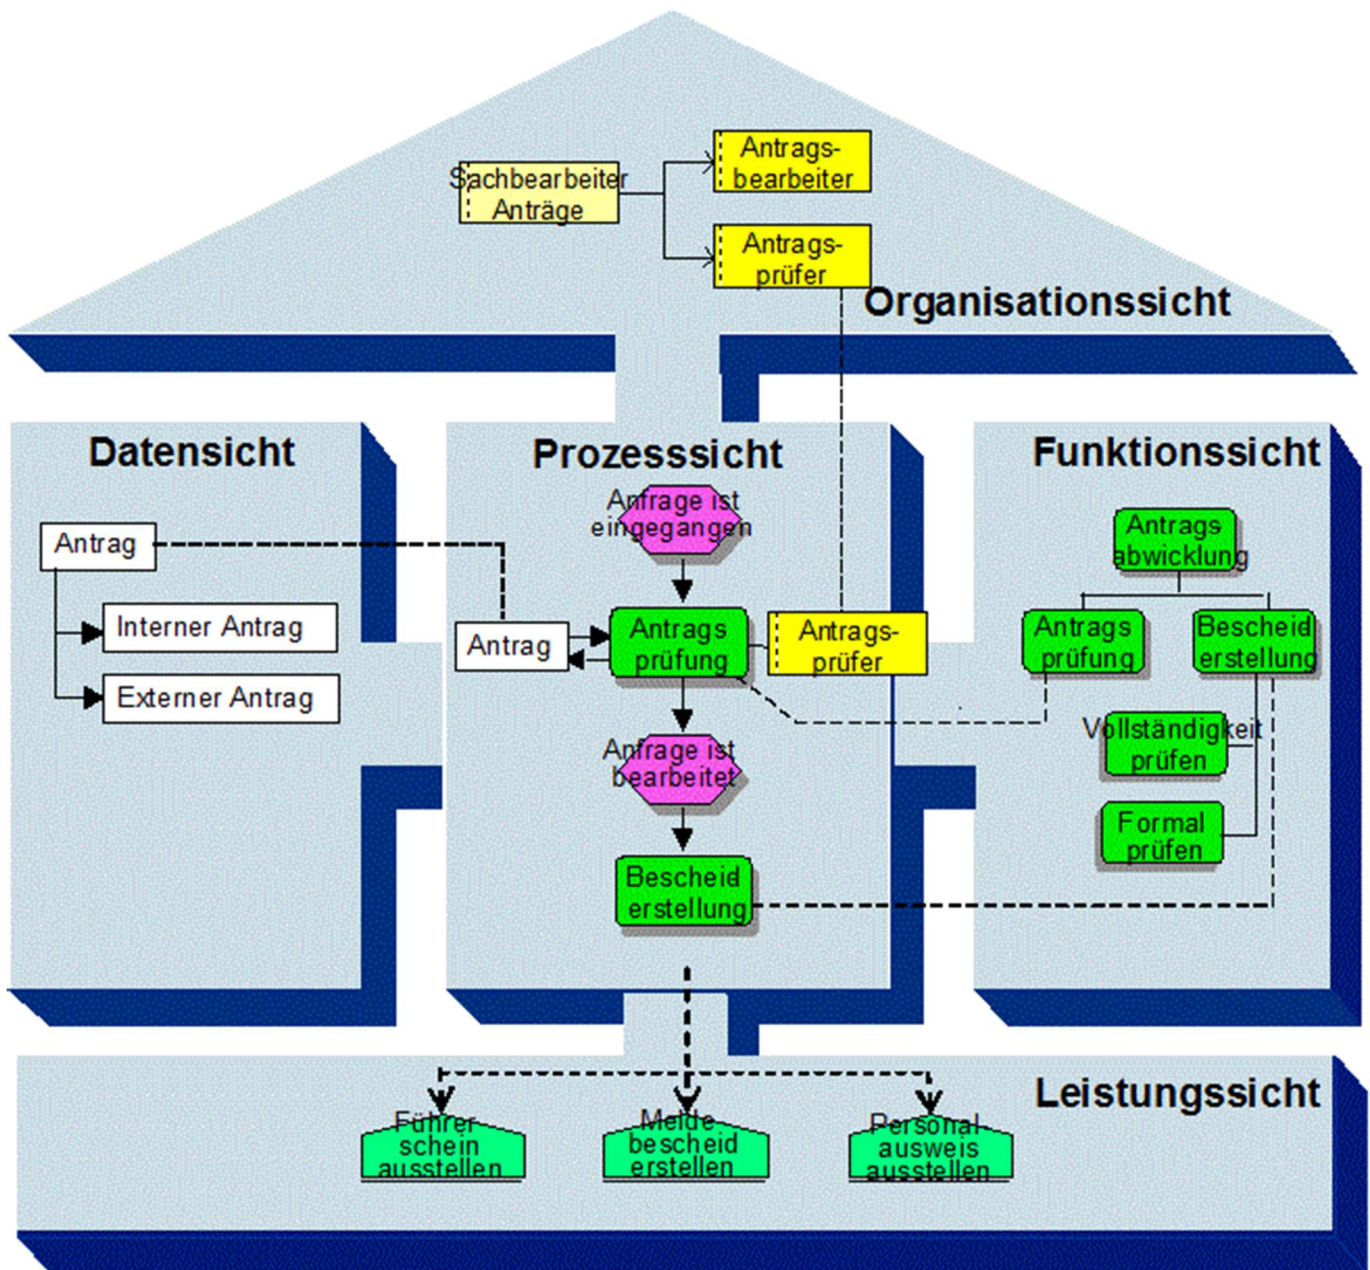 Sachbearbeiter
Anträge
Antrags-
bearbeiter
Antrags-
prüfer
Organisationssicht
Datensicht
Antrag
Interner Antrag
Externer Antrag
Prozesssicht
Anfrage ist
eingegangen
Antrag
Antrags
prüfung
Antrags-
prüfer
Anfrage ist
bearbeitet
Bescheid
erstellung
Funktionssicht
Antrags
abwicklung
Antrags
prüfung
Bescheid
erstellung
Vollständigkeit
prüfen
Formal
prüfen
Leistungssicht
Führer
schein
ausstellen
Melde
bescheid
erstellen
Personal
ausweis
ausstellen